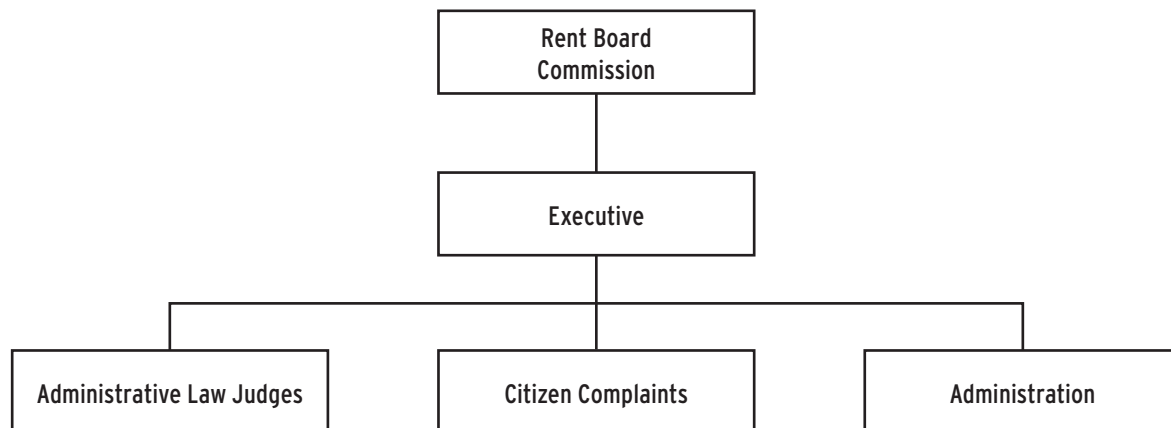 Rent Board
Commission
Executive
Administrative Law Judges
Citizen Complaints
Administration